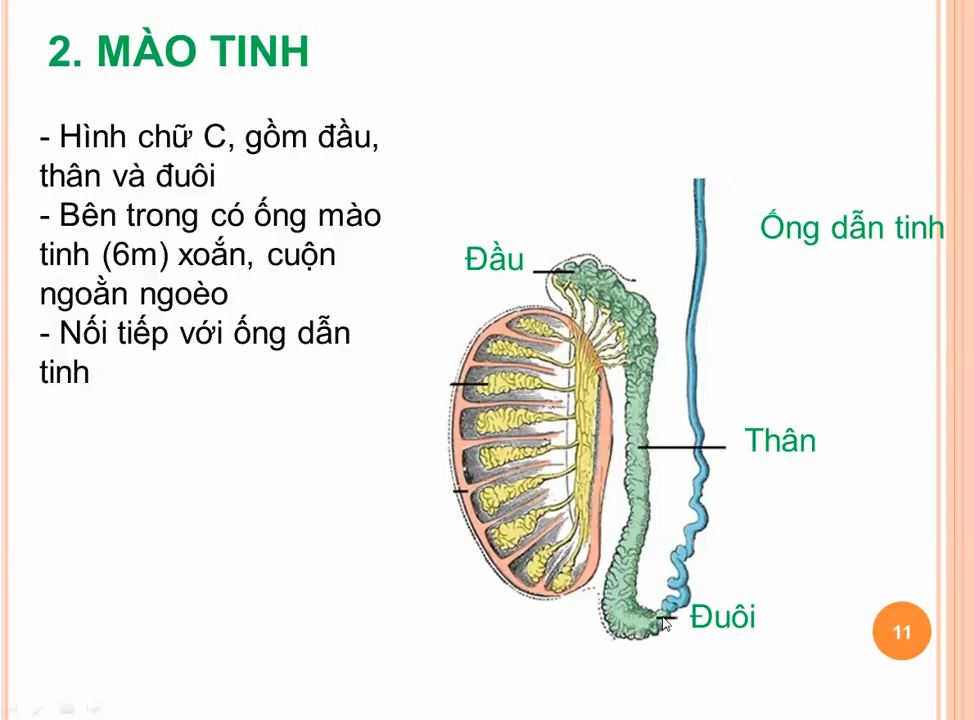 2. MÀO TINH
- Hình chữ C, gồm đầu,
thân và đuôi
- Bên trong có ống mào
tinh (6m) xoắn, cuộn
ngoằn ngoèo
- Nối tiếp với ống dẫn
tinh
Ống dẫn tinh
Đầu
Thân
Đuôi
11